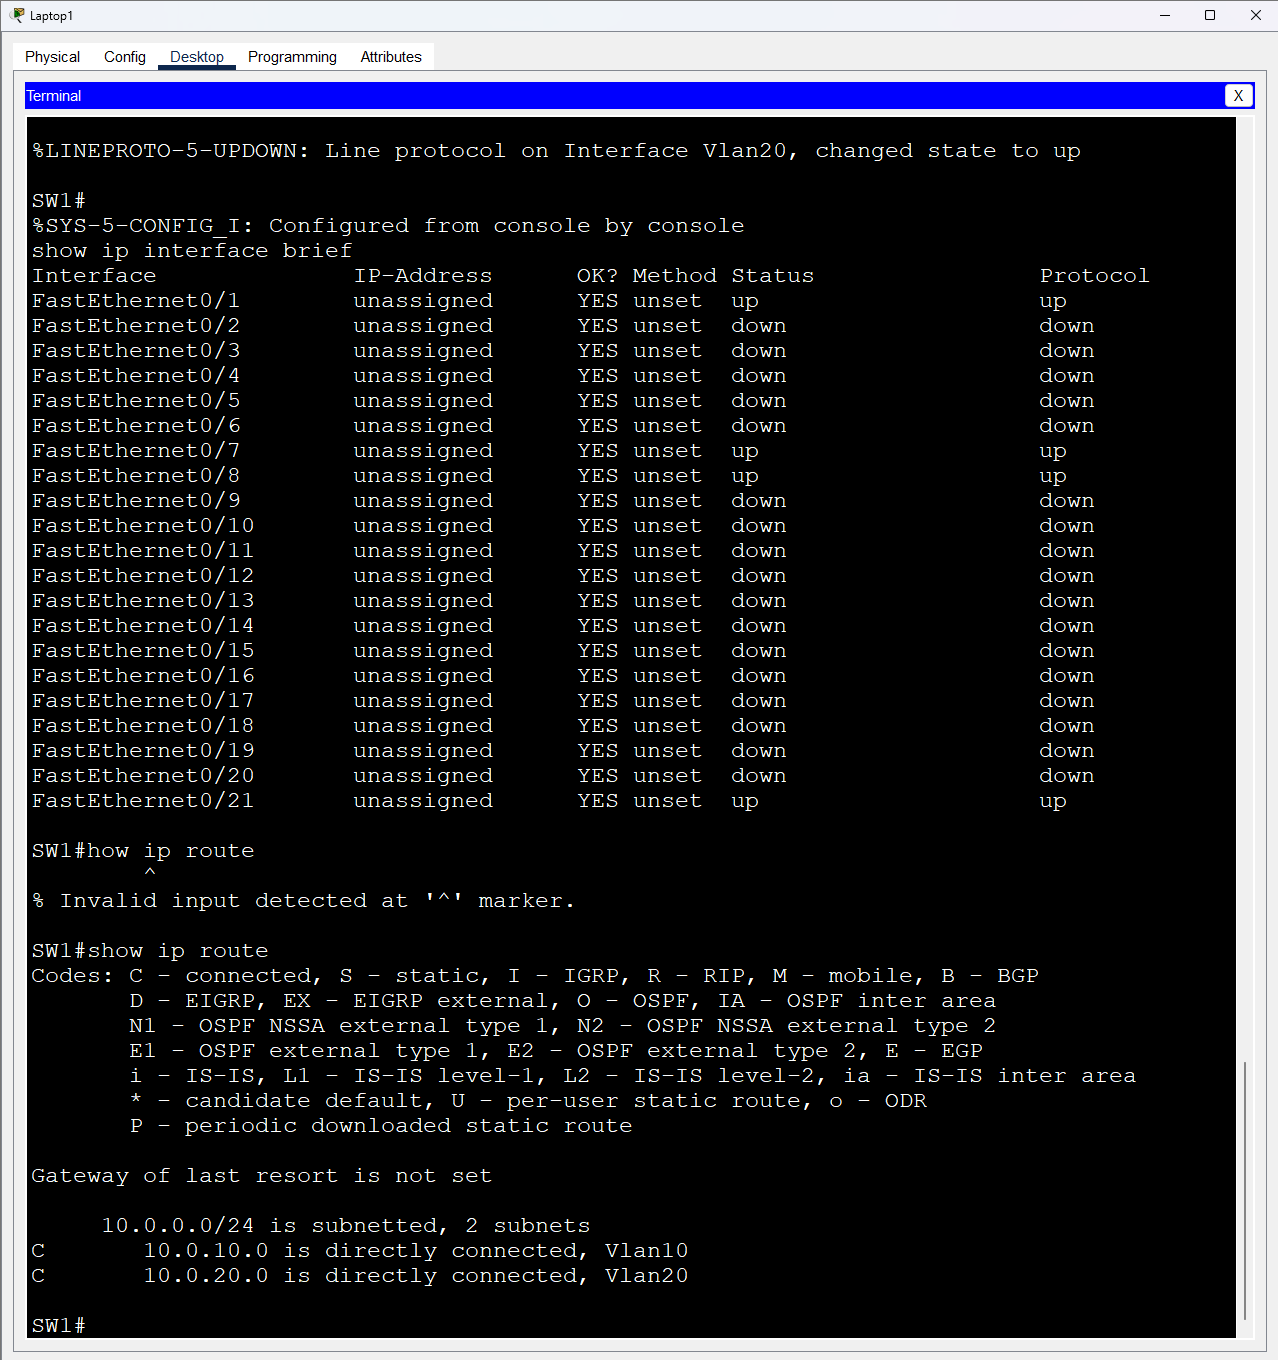 Laptop1
Physical Config Desktop Programming Attributes
Terminal X
%LINEPROTO-5-UPDOWN: Line protocol on Interface Vlan20, changed state to up
SW1#
%SYS-5-CONFIG_I: Configured from console by console
show ip interface brief
Interface              IP-Address      OK? Method Status                Protocol
FastEthernet0/1        unassigned      YES unset  up                    up
FastEthernet0/2        unassigned      YES unset  down                  down
FastEthernet0/3        unassigned      YES unset  down                  down
FastEthernet0/4        unassigned      YES unset  down                  down
FastEthernet0/5        unassigned      YES unset  down                  down
FastEthernet0/6        unassigned      YES unset  down                  down
FastEthernet0/7        unassigned      YES unset  up                    up
FastEthernet0/8        unassigned      YES unset  up                    up
FastEthernet0/9        unassigned      YES unset  down                  down
FastEthernet0/10       unassigned      YES unset  down                  down
FastEthernet0/11       unassigned      YES unset  down                  down
FastEthernet0/12       unassigned      YES unset  down                  down
FastEthernet0/13       unassigned      YES unset  down                  down
FastEthernet0/14       unassigned      YES unset  down                  down
FastEthernet0/15       unassigned      YES unset  down                  down
FastEthernet0/16       unassigned      YES unset  down                  down
FastEthernet0/17       unassigned      YES unset  down                  down
FastEthernet0/18       unassigned      YES unset  down                  down
FastEthernet0/19       unassigned      YES unset  down                  down
FastEthernet0/20       unassigned      YES unset  down                  down
FastEthernet0/21       unassigned      YES unset  up                    up
SW1#how ip route
        ^
% Invalid input detected at '^' marker.
SW1#show ip route
Codes: C - connected, S - static, I - IGRP, R - RIP, M - mobile, B - BGP
       D - EIGRP, EX - EIGRP external, O - OSPF, IA - OSPF inter area
       N1 - OSPF NSSA external type 1, N2 - OSPF NSSA external type 2
       E1 - OSPF external type 1, E2 - OSPF external type 2, E - EGP
       i - IS-IS, L1 - IS-IS level-1, L2 - IS-IS level-2, ia - IS-IS inter area
       * - candidate default, U - per-user static route, o - ODR
       P - periodic downloaded static route
Gateway of last resort is not set
     10.0.0.0/24 is subnetted, 2 subnets
C       10.0.10.0 is directly connected, Vlan10
C       10.0.20.0 is directly connected, Vlan20
SW1#